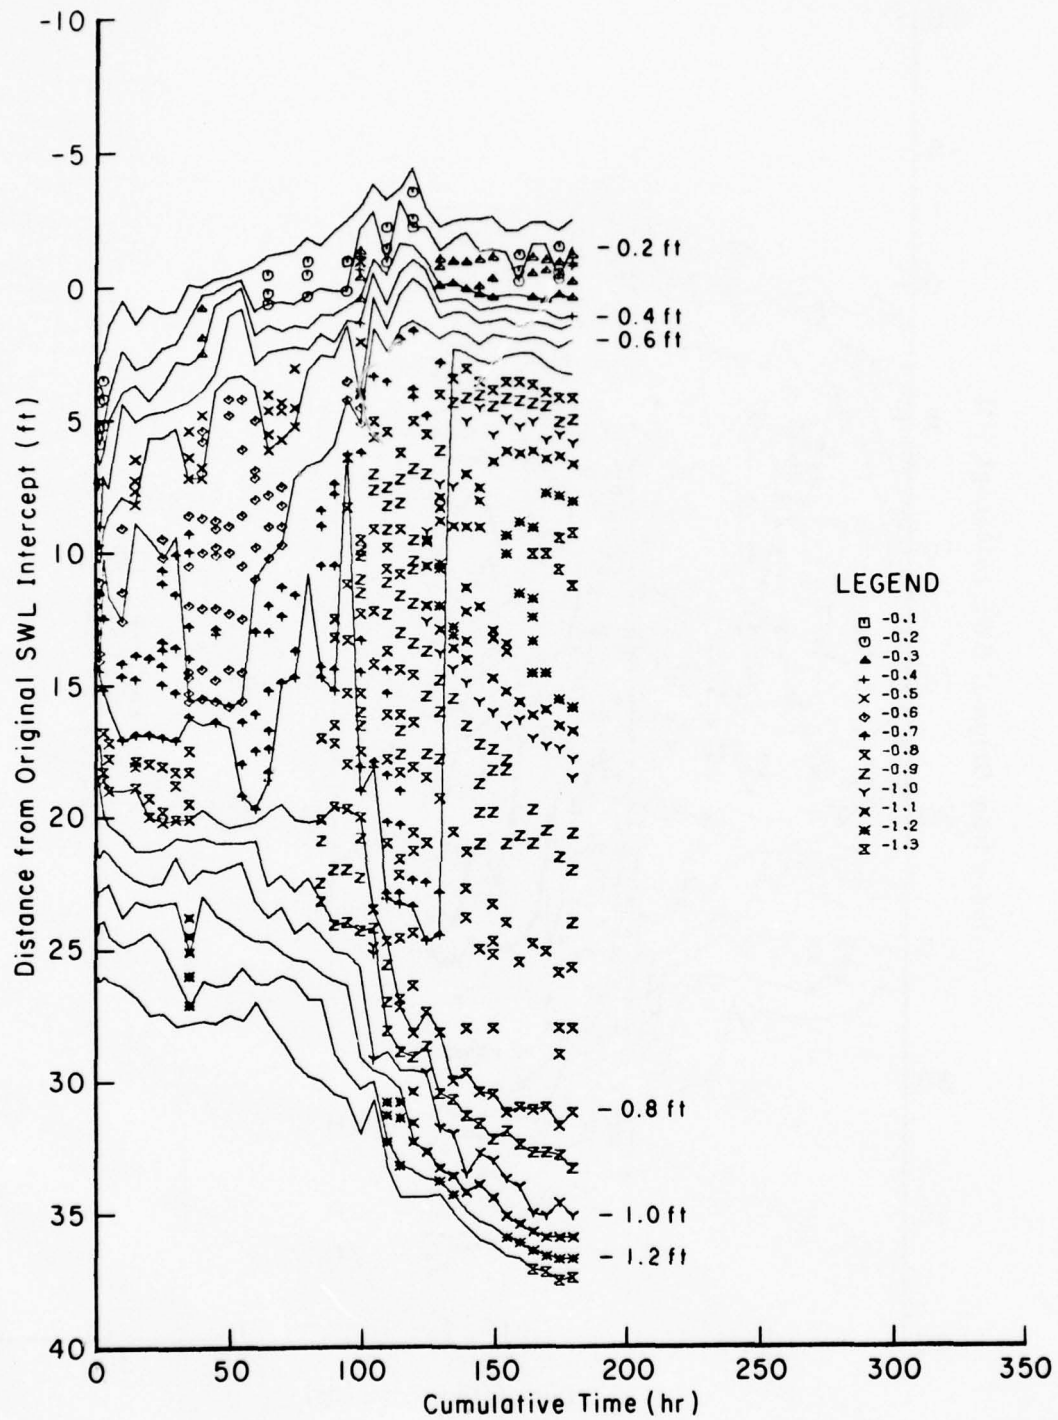 -10
-5
0
5
10
15
20
25
30
35
40
Distance from Original SWL Intercept (ft)
0 50 100 150 200 250 300 350
Cumulative Time (hr)
-0.2 ft
-0.4 ft
-0.6 ft
-0.8 ft
-1.0 ft
-1.2 ft
LEGEND
-0.1
-0.2
-0.3
-0.4
-0.5
-0.6
-0.7
-0.8
-0.9
-1.0
-1.1
-1.2
-1.3